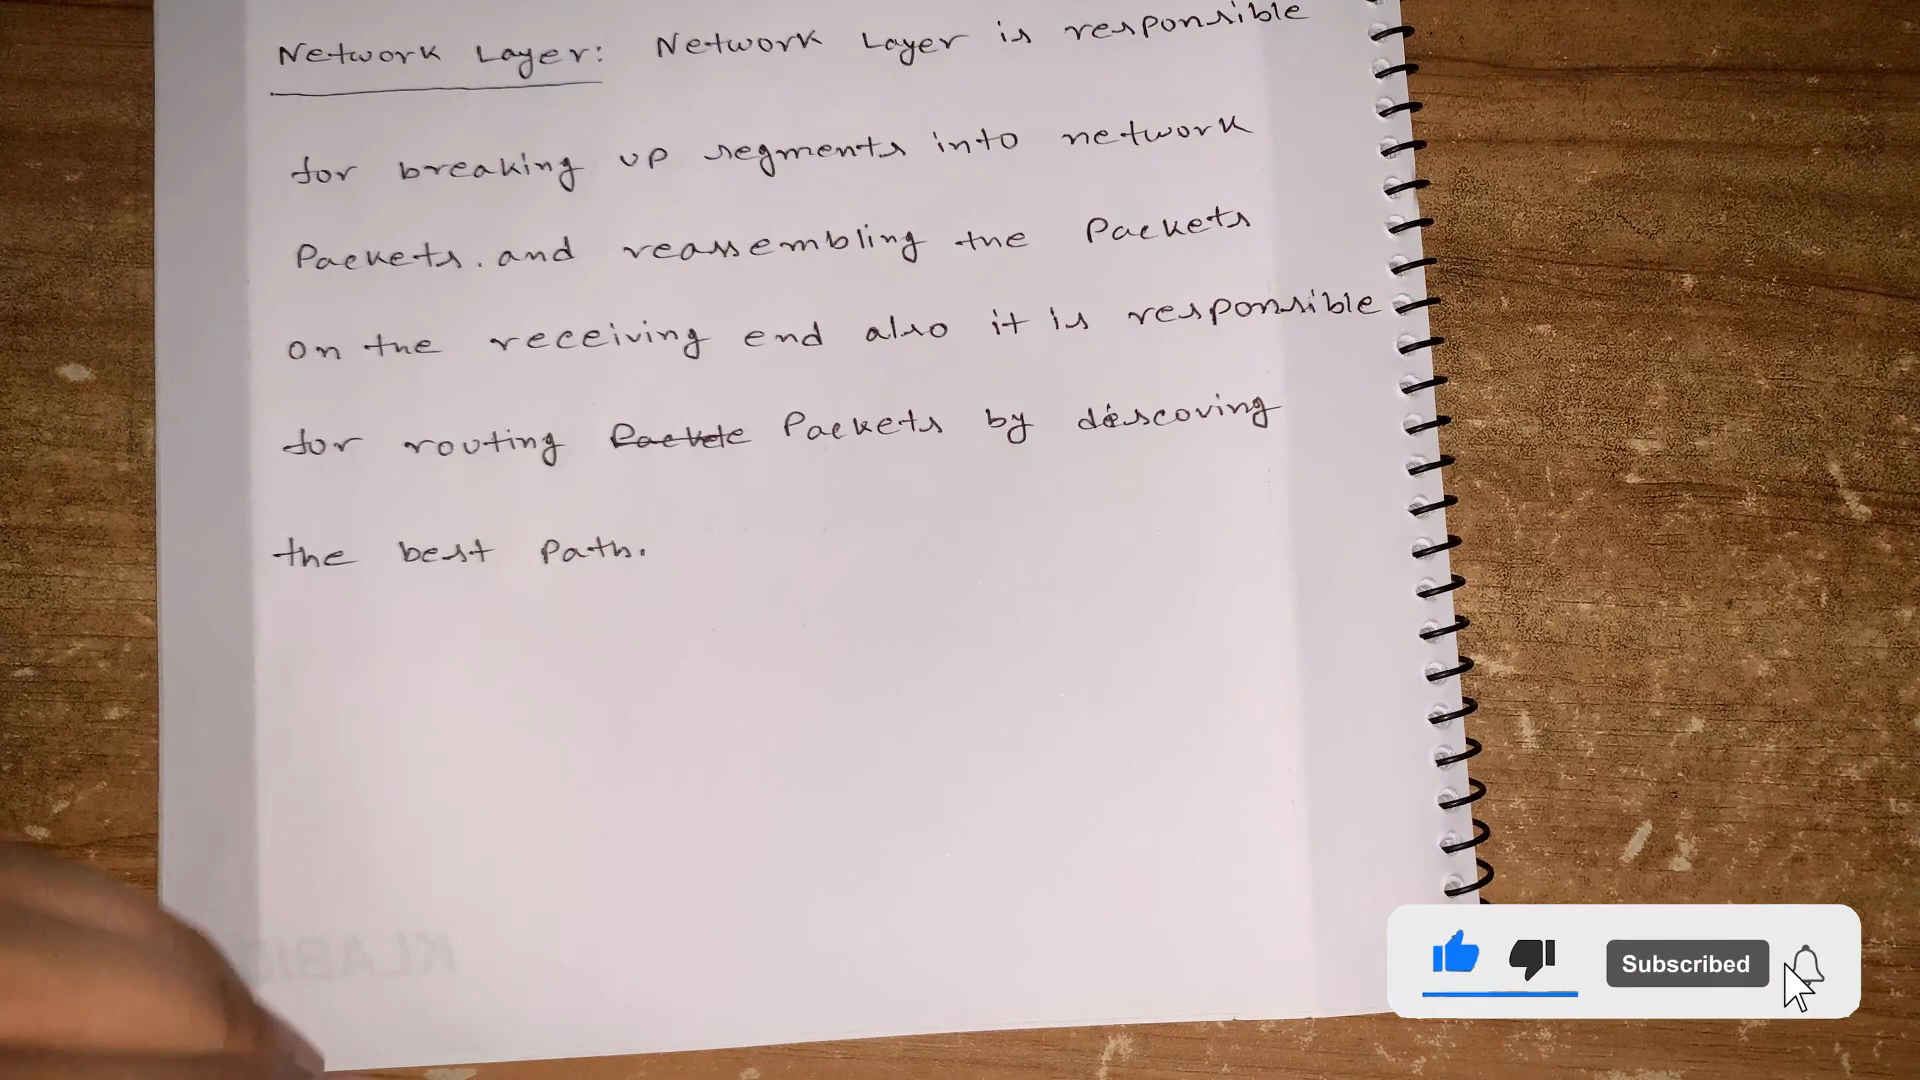 Network Layer: Network Layer is responsible
for breaking up segments into network
Packets. and reassembling the Packets
on the receiving end also it is responsible
for routing Packets by discoving
the best Path.
Subscribed